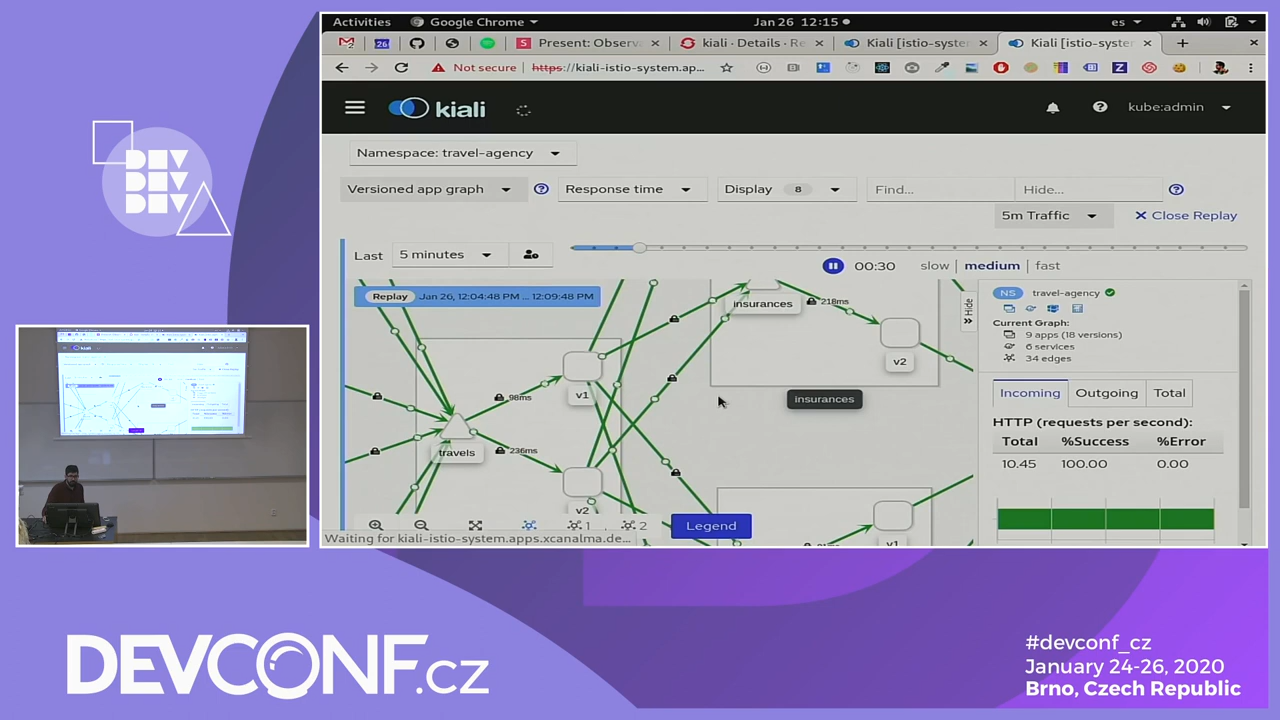 DEV
DEV
DEV
Activities
Google Chrome
Jan 26 12:15
es
26
Present: Observa
kiali · Details · Re
Kiali [istio-syste
Kiali [istio-syste
Not secure
https://kiali-istio-system.ap...
kiali
kube:admin
Namespace: travel-agency
Versioned app graph
Response time
Display 8
Find...
Hide...
5m Traffic
Close Replay
Last 5 minutes
00:30
slow | medium | fast
Replay Jan 26, 12:04:48 PM ... 12:09:48 PM
insurances
218ms
v2
insurances
98ms
v1
travels
236ms
v2
v1
1
2
Legend
Waiting for kiali-istio-system.apps.xcanalma.de...
Hide
NS travel-agency
Current Graph:
9 apps (18 versions)
6 services
34 edges
Incoming Outgoing Total
HTTP (requests per second):
Total %Success %Error
10.45 100.00 0.00
DEVCONF.cz
#devconf_cz
January 24-26, 2020
Brno, Czech Republic